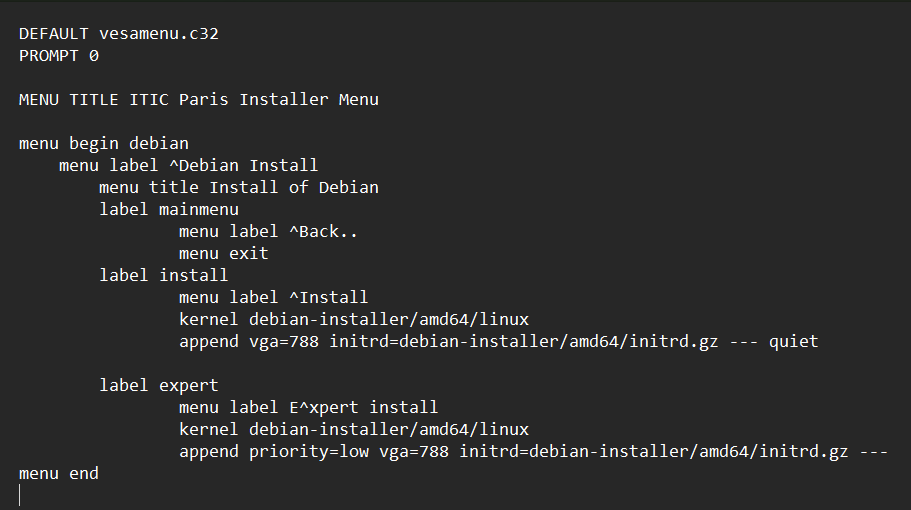 DEFAULT vesamenu.c32
PROMPT 0
MENU TITLE ITIC Paris Installer Menu
menu begin debian
menu label ^Debian Install
menu title Install of Debian
label mainmenu
menu label ^Back..
menu exit
label install
menu label ^Install
kernel debian-installer/amd64/linux
append vga=788 initrd=debian-installer/amd64/initrd.gz --- quiet
label expert
menu label E^xpert install
kernel debian-installer/amd64/linux
append priority=low vga=788 initrd=debian-installer/amd64/initrd.gz ---
menu end